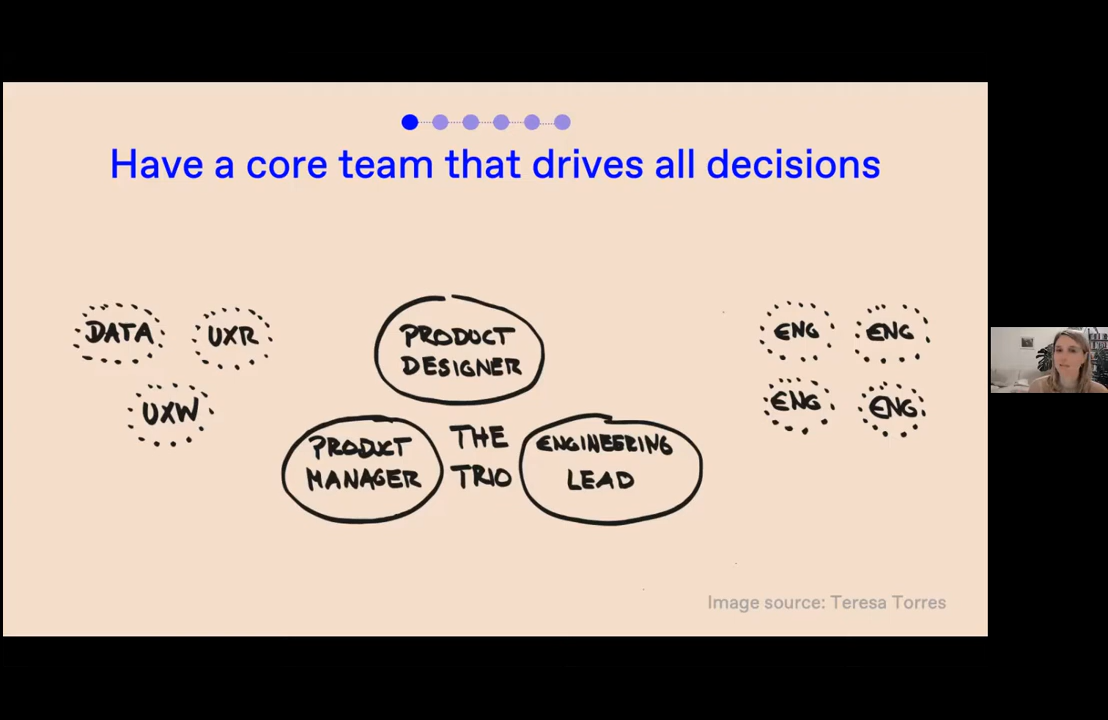 Have a core team that drives all decisions
DATA
UXR
UXW
PRODUCT
DESIGNER
PRODUCT
MANAGER
THE
TRIO
ENGINEERING
LEAD
ENG
ENG
ENG
ENG
Image source: Teresa Torres